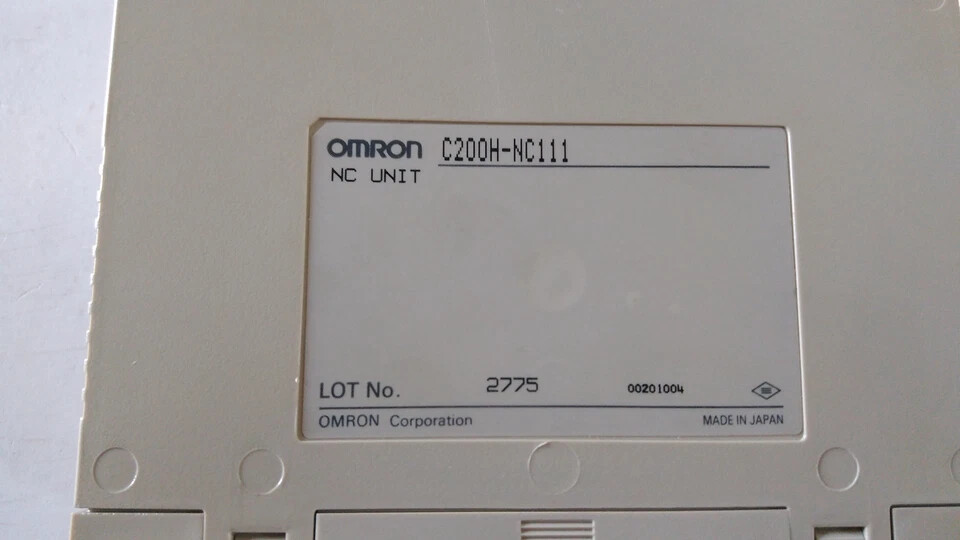 OMRON C200H-NC111
NC UNIT
LOT No. 2775 00201004
OMRON Corporation MADE IN JAPAN